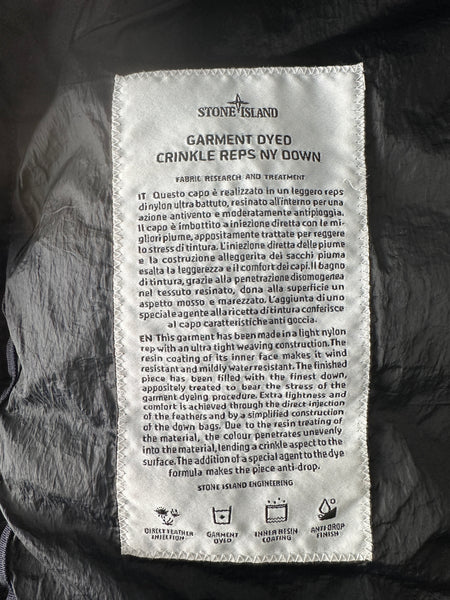 STONE ISLAND
GARMENT DYED
CRINKLE REPS NY DOWN
FABRIC RESEARCH AND TREATMENT
IT Questo capo è realizzato in un leggero reps
di nylon ultra battuto, resinato all'interno per una
azione antivento e moderatamente antipioggia.
Il capo è imbottito a iniezione diretta con le mi-
gliori piume, appositamente trattate per reggere
lo stress di tintura. L'iniezione diretta delle piume
e la costruzione alleggerita dei sacchi piuma
esalta la leggerezza e il comfort dei capi. Il bagno
di tintura, grazie alla penetrazione disomogenea
nel tessuto resinato, dona alla superficie un
aspetto mosso e marezzato. L'aggiunta di uno
speciale agente alla ricetta di tintura conferisce
al capo caratteristiche anti goccia.
EN This garment has been made in a light nylon
rep with an ultra tight weaving construction. The
resin coating of its inner face makes it wind
resistant and mildly water resistant. The finished
piece has been filled with the finest down,
appositely treated to bear the stress of the
garment dyeing procedure. Extra lightness and
comfort is achieved through the direct injection
of the feathers and by a simplified construction
of the down bags. Due to the resin treating of
the material, the colour penetrates unevenly
into the material, lending a crinkle aspect to the
surface. The addition of a special agent to the dye
formula makes the piece anti-drop.
STONE ISLAND ENGINEERING
DIRECT FEATHER
INJECTION
GARMENT
DYED
INNER RESIN
COATING
ANTI DROP
FINISH